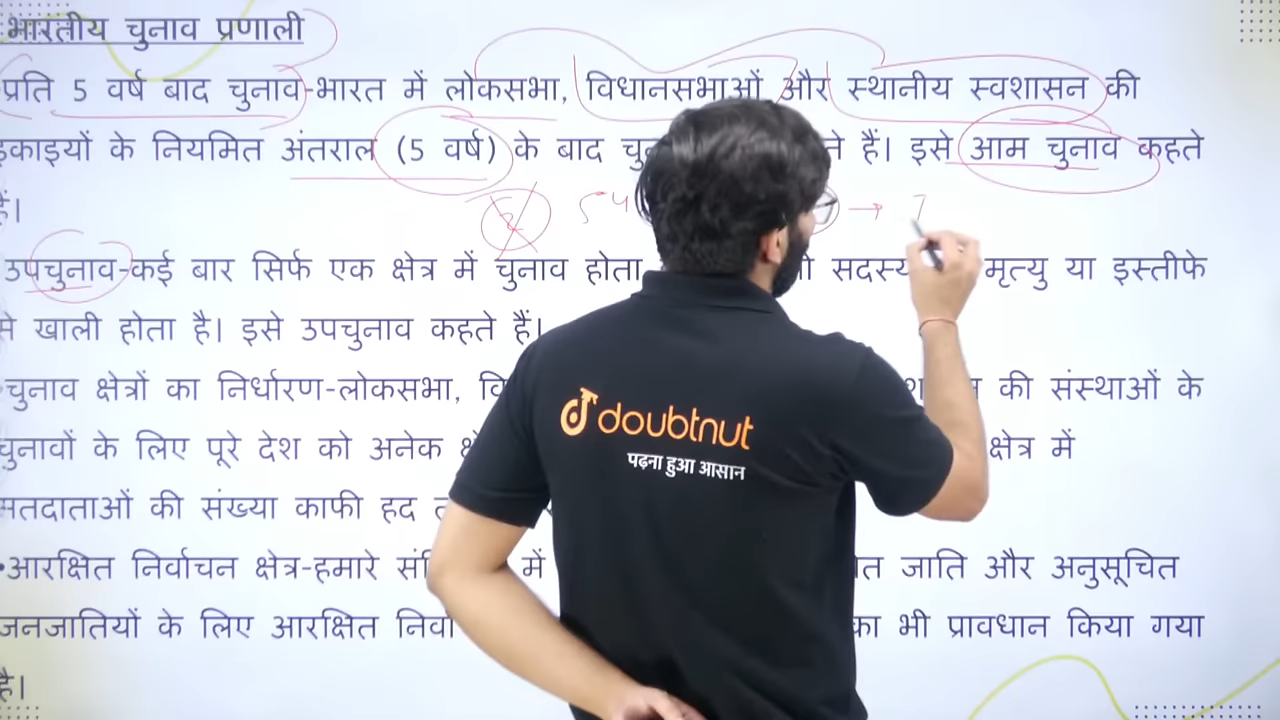 भारतीय चुनाव प्रणाली
प्रति 5 वर्ष बाद चुनाव-भारत में लोकसभा, विधानसभाओं और स्थानीय स्वशासन की
इकाइयों के नियमित अंतराल (5 वर्ष) के बाद ते हैं। इसे आम चुनाव कहते
हैं।
उपचुनाव-कई बार सिर्फ एक क्षेत्र में चुनाव होता सदस्य मृत्यु या इस्तीफे
से खाली होता है। इसे उपचुनाव कहते हैं।
•चुनाव क्षेत्रों का निर्धारण-लोकसभा, की संस्थाओं के
चुनावों के लिए पूरे देश को अनेक क्षेत्र में
मतदाताओं की संख्या काफी हद
•आरक्षित निर्वाचन क्षेत्र-हमारे में जाति और अनुसूचित
जनजातियों के लिए आरक्षित का भी प्रावधान किया गया
है।
doubtnut
पढ़ना हुआ आसान